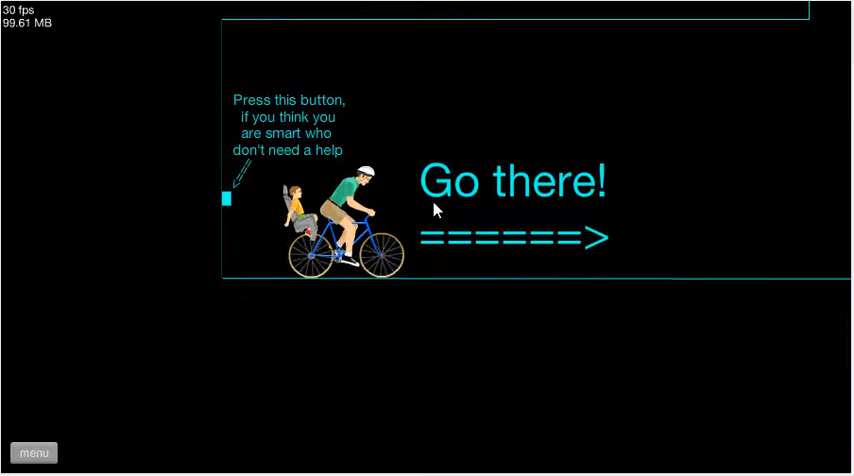 30 fps
99.61 MB
Press this button,
if you think you
are smart who
don't need a help
Go there!
======>
menu